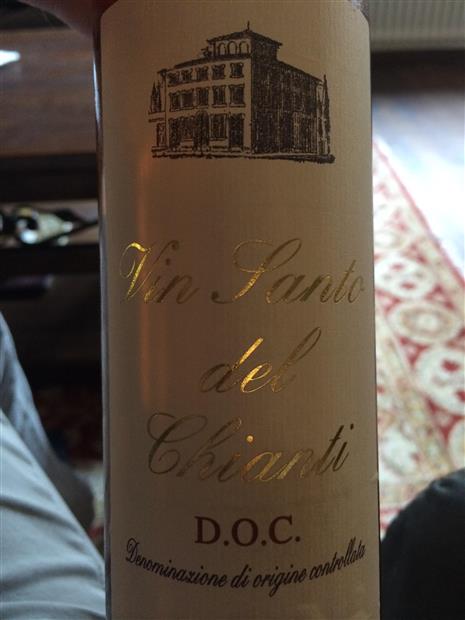 Vin Santo
del
Chianti
D.O.C.
Denominazione di origine controllata